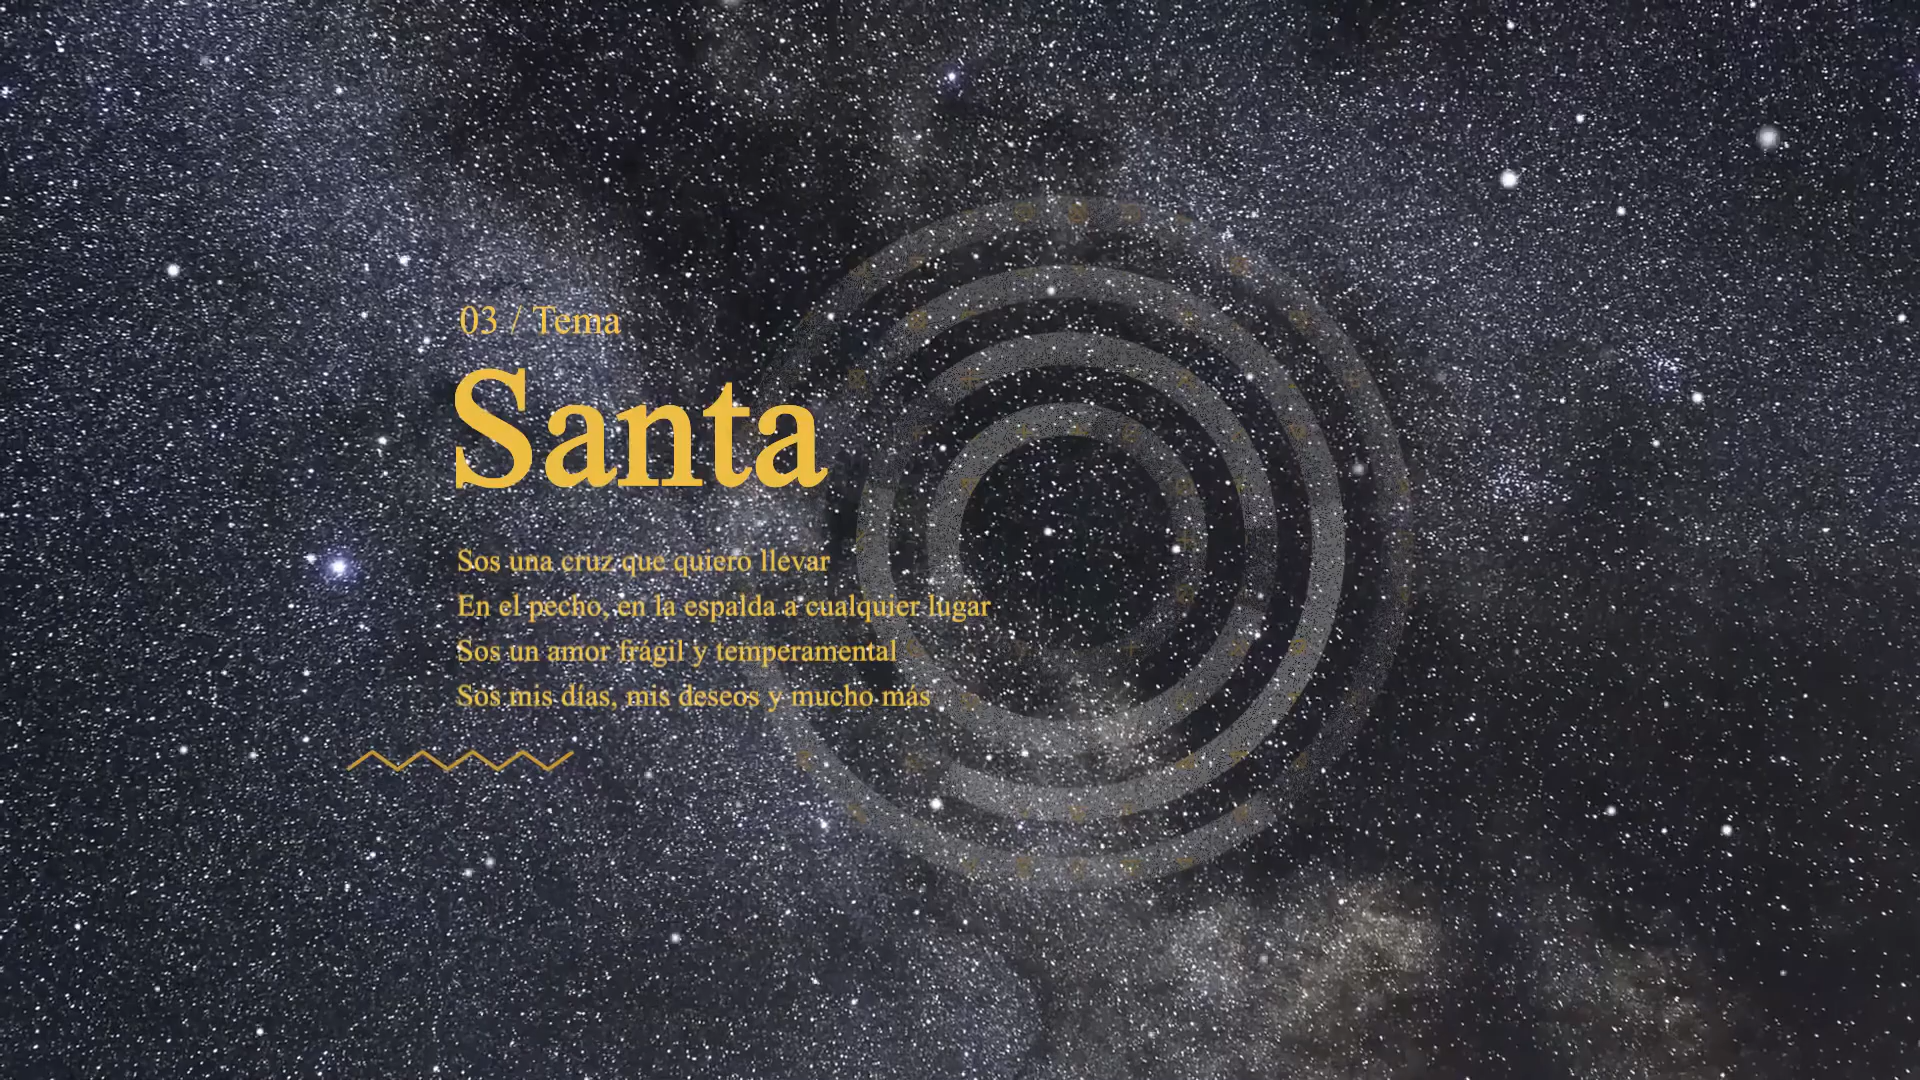 03 / Tema
Santa
Sos una cruz que quiero llevar
En el pecho, en la espalda a cualquier lugar
Sos un amor frágil y temperamental
Sos mis días, mis deseos y mucho más